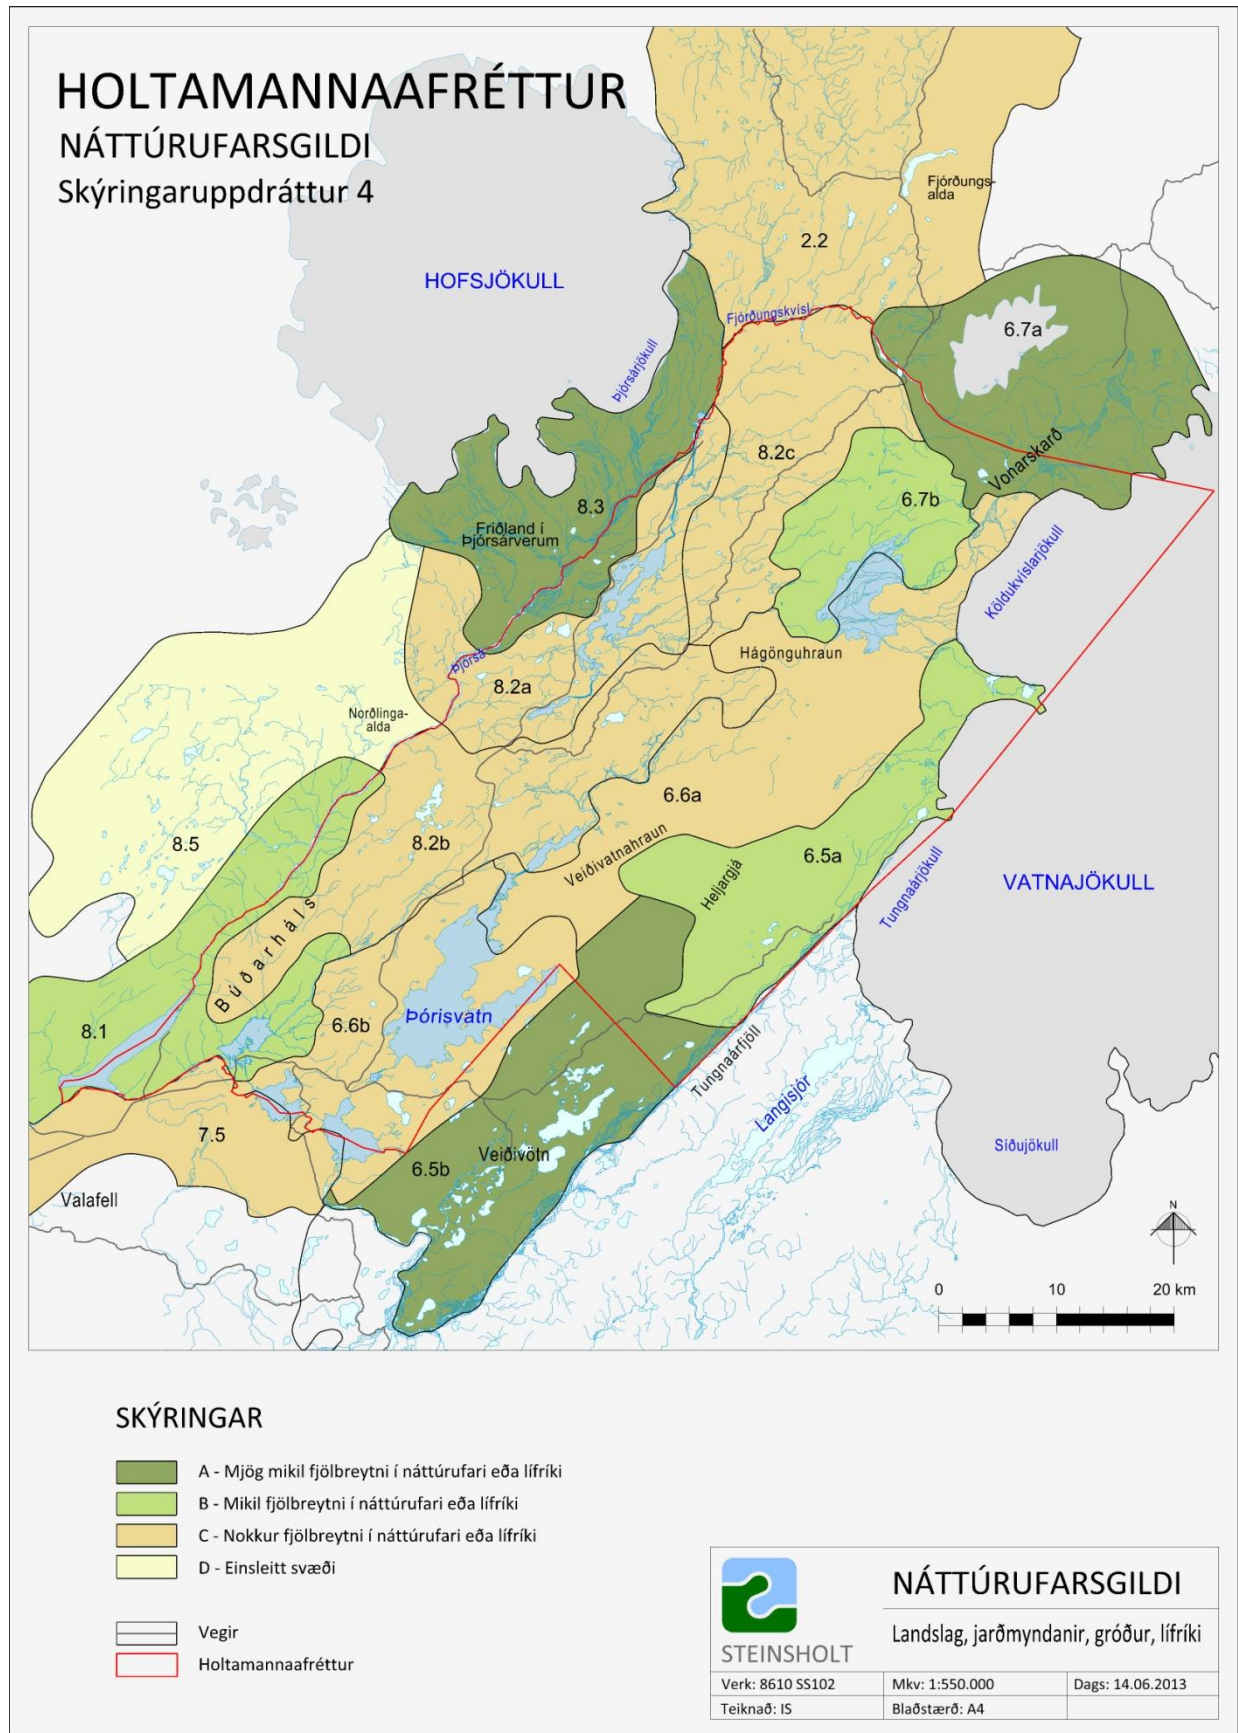 HOLTAMANNAAFRÉTTUR
NÁTTÚRUFARSGILDI
Skýringaruppdráttur 4
Fjórðungs-
alda
2.2
HOFSJÖKULL
Fjórðungskvísl
6.7a
Þjórsárjökull
8.2c
Vonarskarð
6.7b
8.3
Friðland í
Þjórsárverum
Köldukvíslarjökull
Hágönguhraun
Þjórsá
8.2a
Norðlinga-
alda
6.6a
8.5
8.2b
Veiðivatnahraun
6.5a
Heljargjá
Tungnaárjökull
VATNAJÖKULL
Búðarháls
Þórisvatn
6.6b
8.1
Tungnaárfjöll
Langisjór
7.5
6.5b
Veiðivötn
Síðujökull
Valafell
N
0 10 20 km
SKÝRINGAR
A - Mjög mikil fjölbreytni í náttúrufari eða lífríki
B - Mikil fjölbreytni í náttúrufari eða lífríki
C - Nokkur fjölbreytni í náttúrufari eða lífríki
D - Einsleitt svæði
Vegir
Holtamannaafréttur
STEINSHOLT
NÁTTÚRUFARSGILDI
Landslag, jarðmyndanir, gróður, lífríki
Verk: 8610 SS102
Mkv: 1:550.000
Dags: 14.06.2013
Teiknað: IS
Blaðstærð: A4